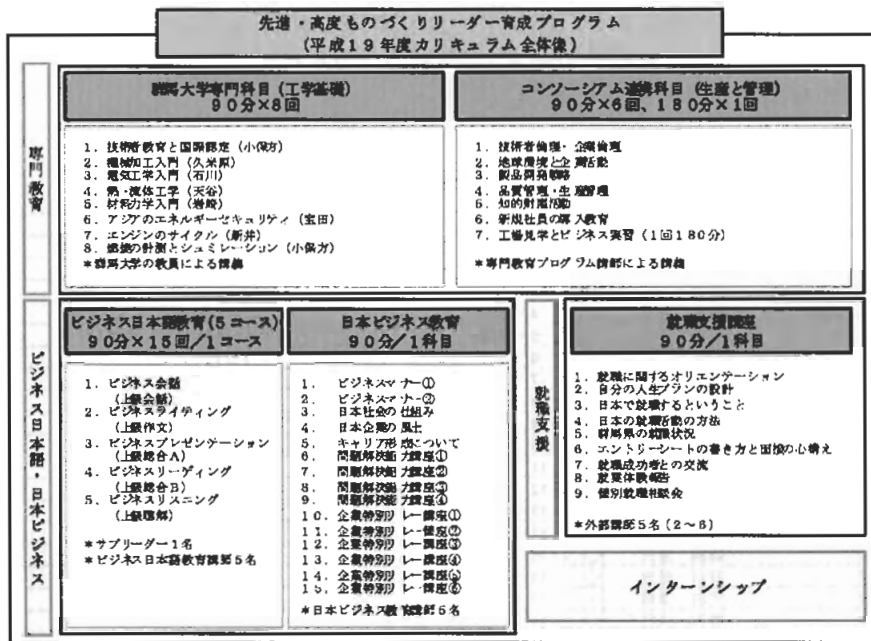 先進・高度ものづくりリーダー育成プログラム
(平成19年度カリキュラム全体像)
専門教育
群馬大学専門科目(工学基礎)
90分×8回
1. 技術者教育と国際認定(小保方)
2. 機械加工入門(久米原)
3. 電気工学入門(石川)
4. 熱・流体工学(天谷)
5. 材料力学入門(岩崎)
6. アジアのエネルギーセキュリティ(宝田)
7. エンジンのサイクル(新井)
8. 燃焼の計測とシュミレーション(小保方)
*群馬大学の教員による講義
コンソーシアム連携科目(生産と管理)
90分×6回、180分×1回
1. 技術者倫理・企業倫理
2. 地球環境と企業活動
3. 製品開発戦略
4. 品質管理・生産管理
5. 知的財産活動
6. 新規社員の導入教育
7. 工場見学とビジネス実習(1回180分)
*専門教育プログラム講師による講義
ビジネス日本語・日本ビジネス
ビジネス日本語教育(5コース)
90分×15回/1コース
1. ビジネス会話
(上級会話)
2. ビジネスライティング
(上級作文)
3. ビジネスプレゼンテーション
(上級総合A)
4. ビジネスリーディング
(上級総合B)
5. ビジネスリスニング
(上級聴解)
*サブリーダー1名
*ビジネス日本語教育講師5名
日本ビジネス教育
90分/1科目
1. ビジネスマナー①
2. ビジネスマナー②
3. 日本社会の仕組み
4. 日本企業の風土
5. キャリア形成について
6. 問題解決能力講座①
7. 問題解決能力講座②
8. 問題解決能力講座③
9. 問題解決能力講座④
10. 企業特別リレー講座①
11. 企業特別リレー講座②
12. 企業特別リレー講座③
13. 企業特別リレー講座④
14. 企業特別リレー講座⑤
15. 企業特別リレー講座⑥
*日本ビジネス教育講師5名
就職支援
就職支援講座
90分/1科目
1. 就職に関するオリエンテーション
2. 自分の人生プランの設計
3. 日本で就職するということ
4. 日本の就職活動の方法
5. 群馬県の就職状況
6. エントリーシートの書き方と面接の心構え
7. 就職成功者との交流
8. 就業体験報告
9. 個別就職相談会
*外部講師5名(2~6)
インターンシップ